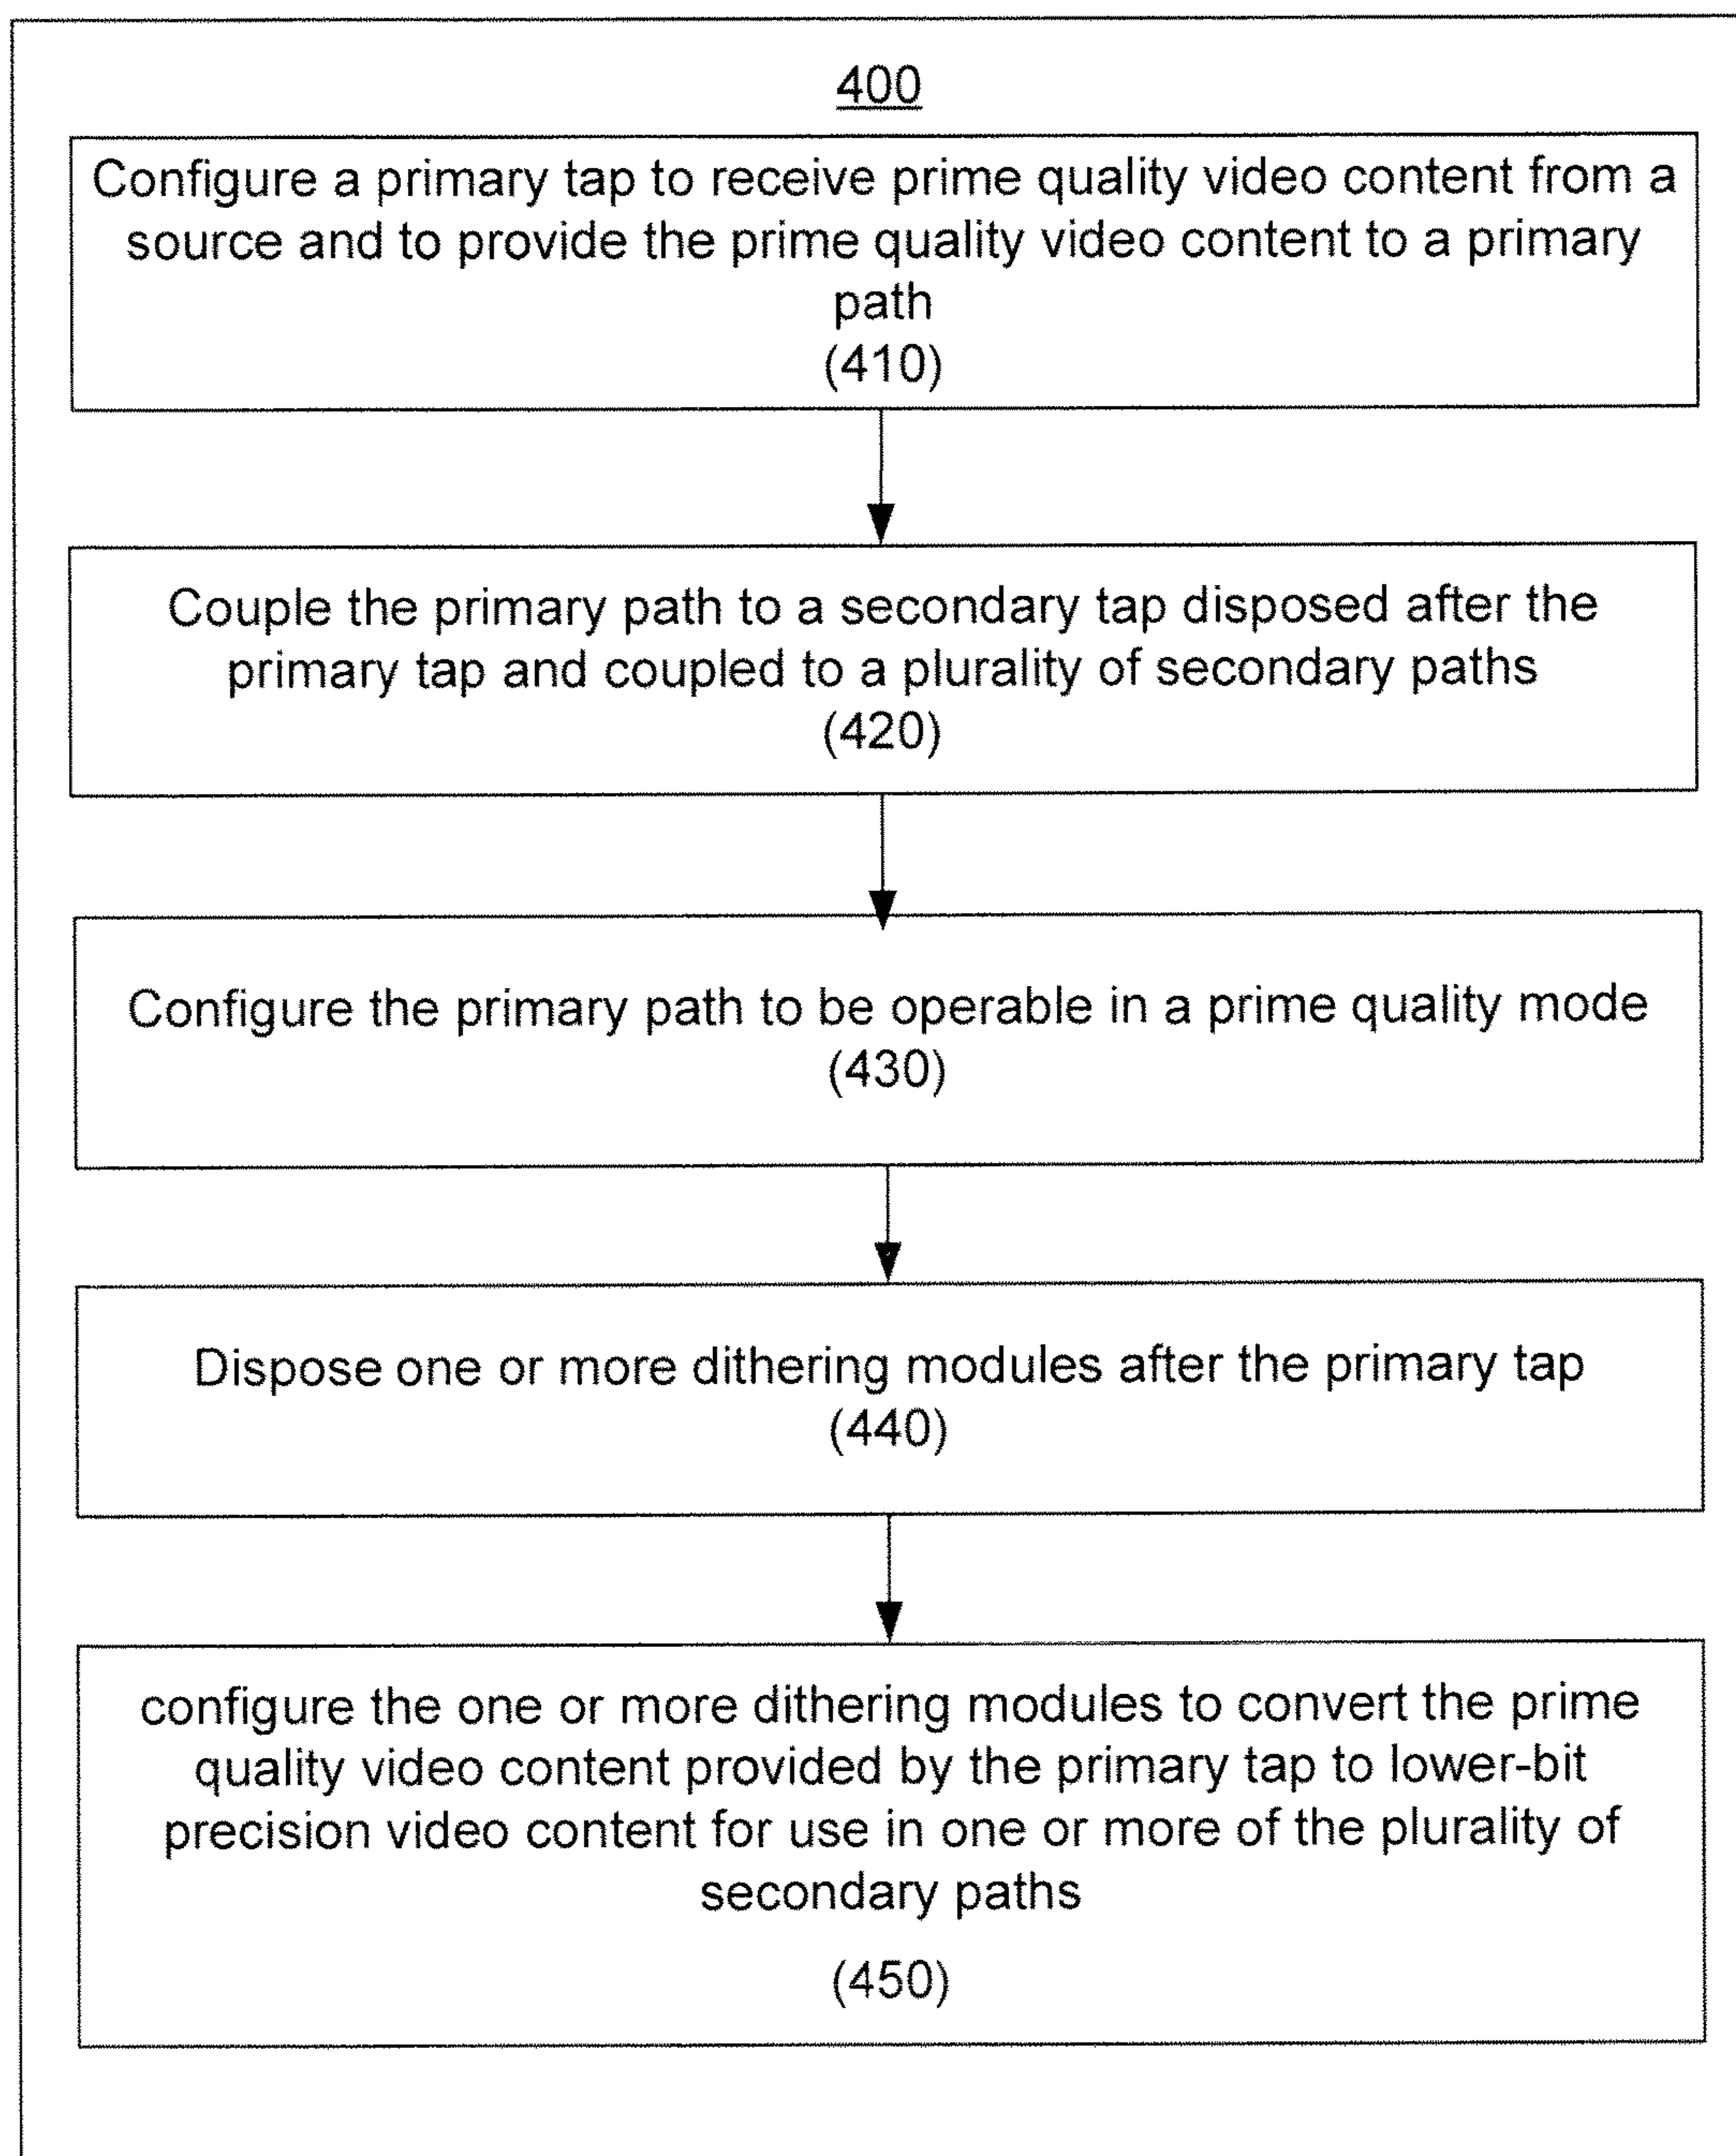 400
Configure a primary tap to receive prime quality video content from a
source and to provide the prime quality video content to a primary
path
(410)
Couple the primary path to a secondary tap disposed after the
primary tap and coupled to a plurality of secondary paths
(420)
Configure the primary path to be operable in a prime quality mode
(430)
Dispose one or more dithering modules after the primary tap
(440)
configure the one or more dithering modules to convert the prime
quality video content provided by the primary tap to lower-bit
precision video content for use in one or more of the plurality of
secondary paths
(450)